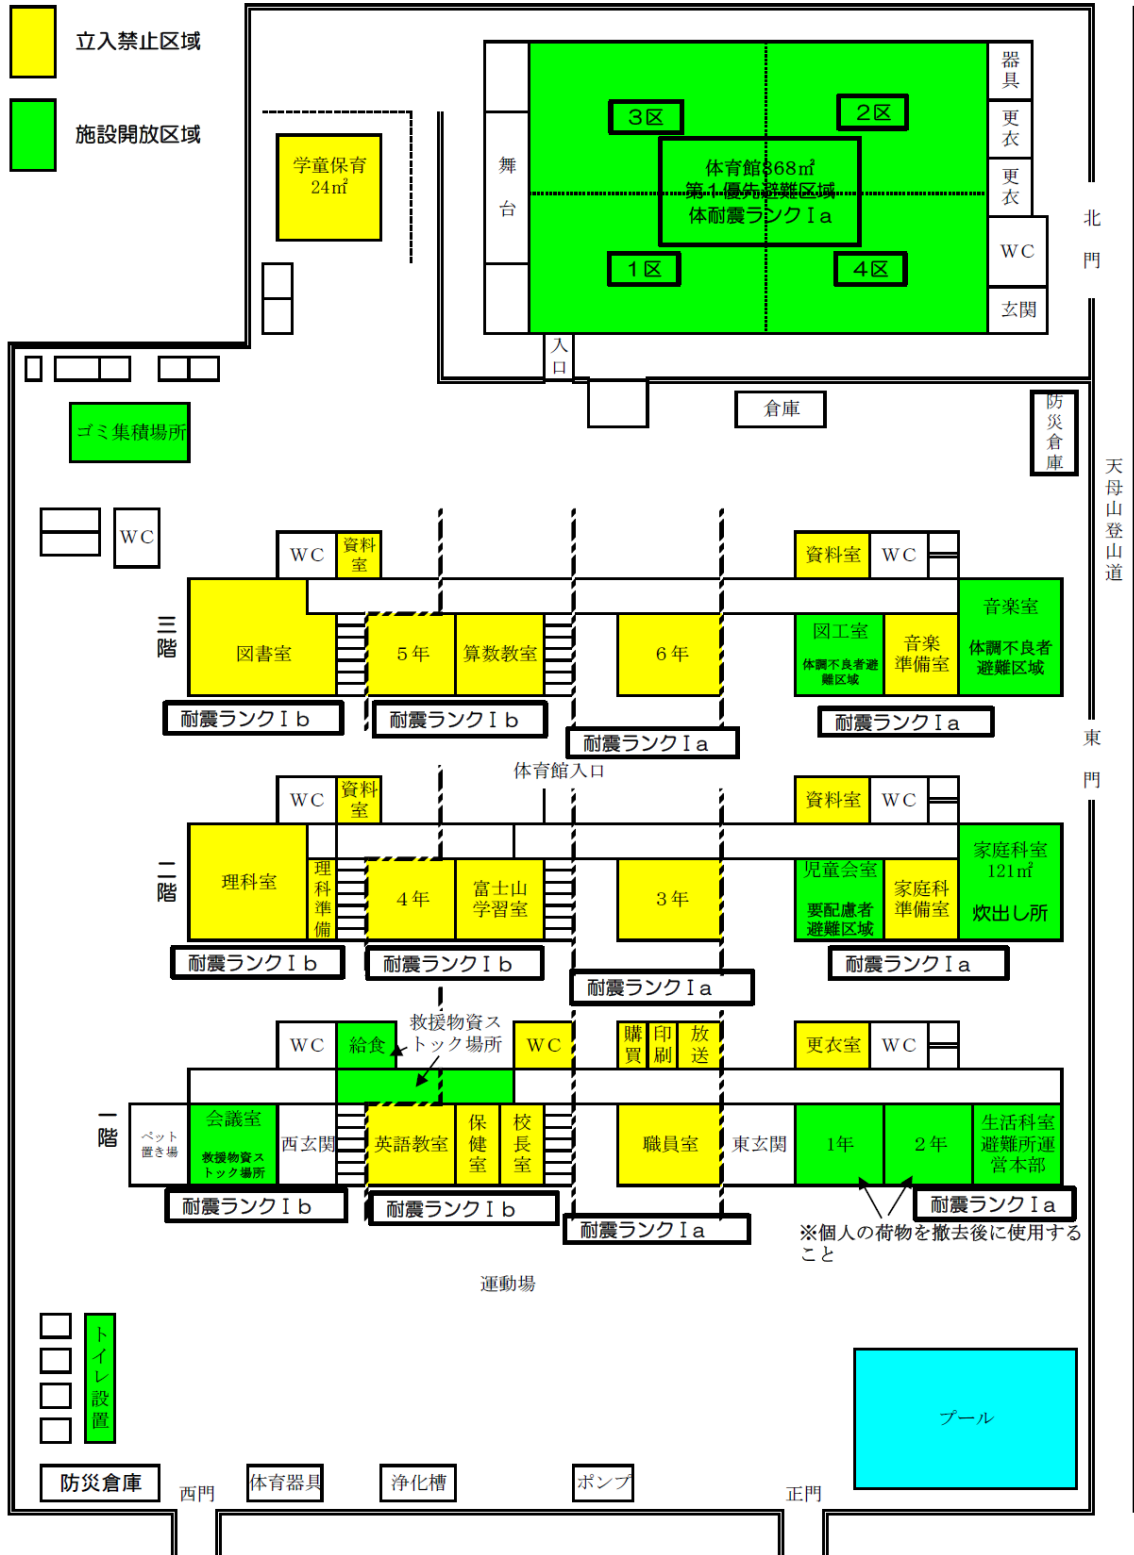 立入禁止区域
施設開放区域
学童保育
24㎡
舞台
3区
2区
体育館868㎡
第1優先避難区域
体耐震ランクⅠa
1区
4区
器具
更衣
更衣
WC
玄関
北門
入口
倉庫
防災倉庫
天母山登山道
ゴミ集積場所
WC
三階
WC
資料室
図書室
5年
算数教室
6年
資料室
WC
図工室
体調不良者避
難区域
音楽
準備室
音楽室
体調不良者
避難区域
耐震ランクⅠb
耐震ランクⅠb
耐震ランクⅠa
耐震ランクⅠa
東門
体育館入口
二階
WC
資料室
理科室
理科準備
4年
富士山
学習室
3年
資料室
WC
児童会室
要配慮者
避難区域
家庭科
準備室
家庭科室
121㎡
炊出し所
耐震ランクⅠb
耐震ランクⅠb
耐震ランクⅠa
耐震ランクⅠa
一階
WC
給食
救援物資ス
トック場所
WC
購買
印刷
放送
更衣室
WC
ペット
置き場
会議室
救援物資ス
トック場所
西玄関
英語教室
保健室
校長室
職員室
東玄関
1年
2年
生活科室
避難所運
営本部
耐震ランクⅠb
耐震ランクⅠb
耐震ランクⅠa
耐震ランクⅠa
※個人の荷物を撤去後に使用する
こと
運動場
トイレ設置
プール
防災倉庫
西門
体育器具
浄化槽
ポンプ
正門